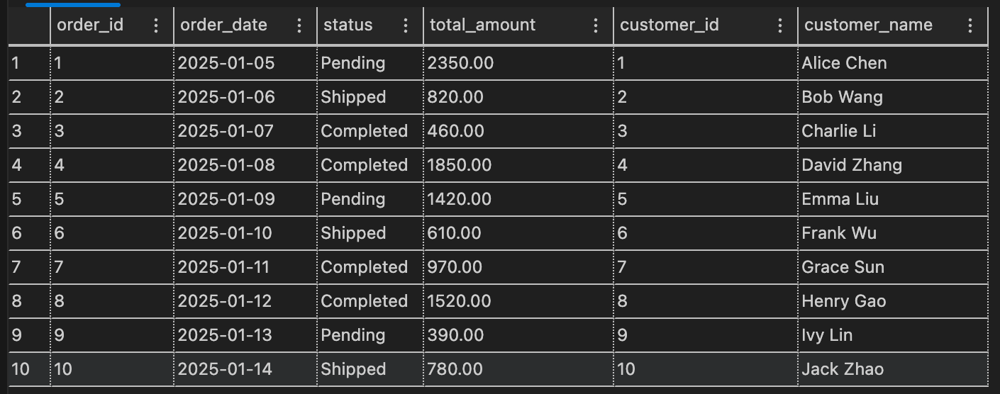 order_id ⋮ order_date ⋮ status ⋮ total_amount ⋮ customer_id ⋮ customer_name ⋮
1 1 2025-01-05 Pending 2350.00 1 Alice Chen
2 2 2025-01-06 Shipped 820.00 2 Bob Wang
3 3 2025-01-07 Completed 460.00 3 Charlie Li
4 4 2025-01-08 Completed 1850.00 4 David Zhang
5 5 2025-01-09 Pending 1420.00 5 Emma Liu
6 6 2025-01-10 Shipped 610.00 6 Frank Wu
7 7 2025-01-11 Completed 970.00 7 Grace Sun
8 8 2025-01-12 Completed 1520.00 8 Henry Gao
9 9 2025-01-13 Pending 390.00 9 Ivy Lin
10 10 2025-01-14 Shipped 780.00 10 Jack Zhao